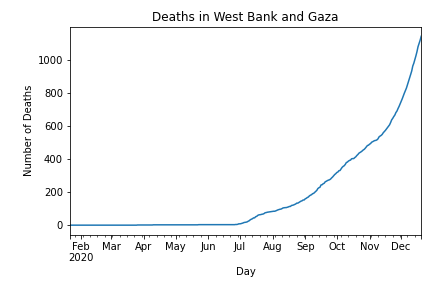 Deaths in West Bank and Gaza
Number of Deaths
1000
800
600
400
200
0
Feb Mar Apr May Jun Jul Aug Sep Oct Nov Dec
2020
Day